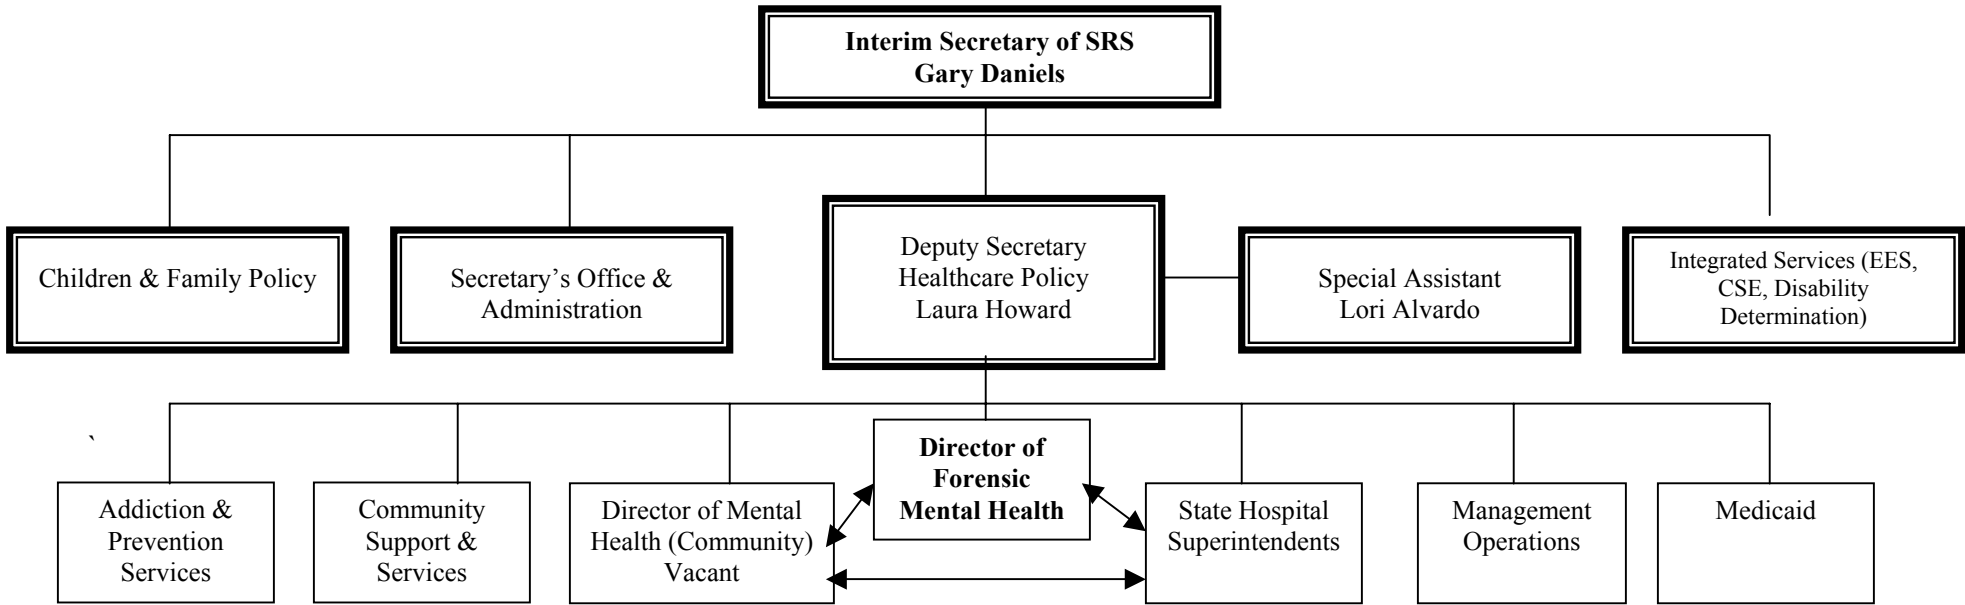 Interim Secretary of SRS
Gary Daniels
Children & Family Policy
Secretary’s Office &
Administration
Deputy Secretary
Healthcare Policy
Laura Howard
Special Assistant
Lori Alvardo
Integrated Services (EES,
CSE, Disability
Determination)
`
Addiction &
Prevention
Services
Community
Support &
Services
Director of Mental
Health (Community)
Vacant
Director of
Forensic
Mental Health
State Hospital
Superintendents
Management
Operations
Medicaid